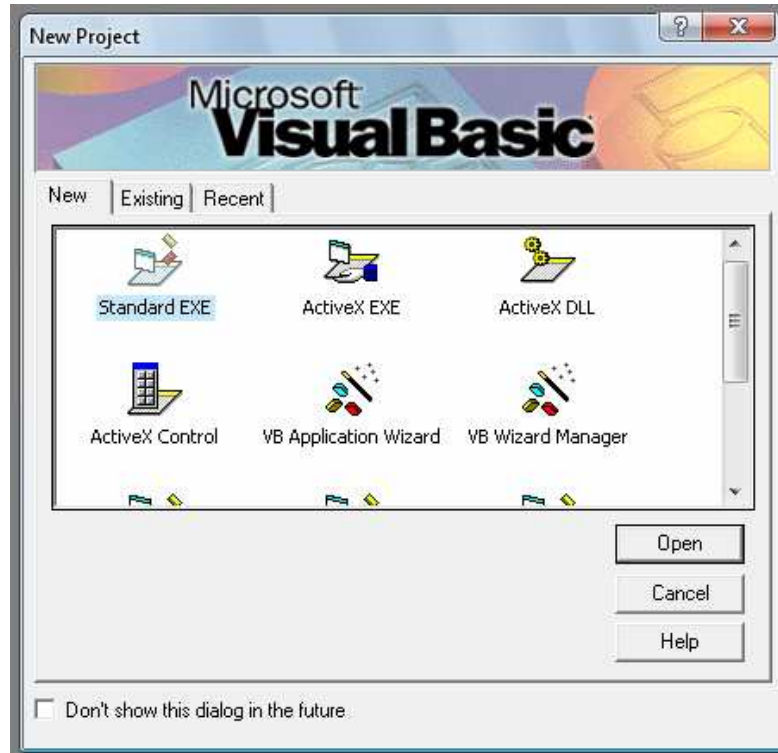 New Project
Microsoft
Visual Basic
New Existing Recent
Standard EXE ActiveX EXE ActiveX DLL
ActiveX Control VB Application Wizard VB Wizard Manager
Open
Cancel
Help
Don't show this dialog in the future